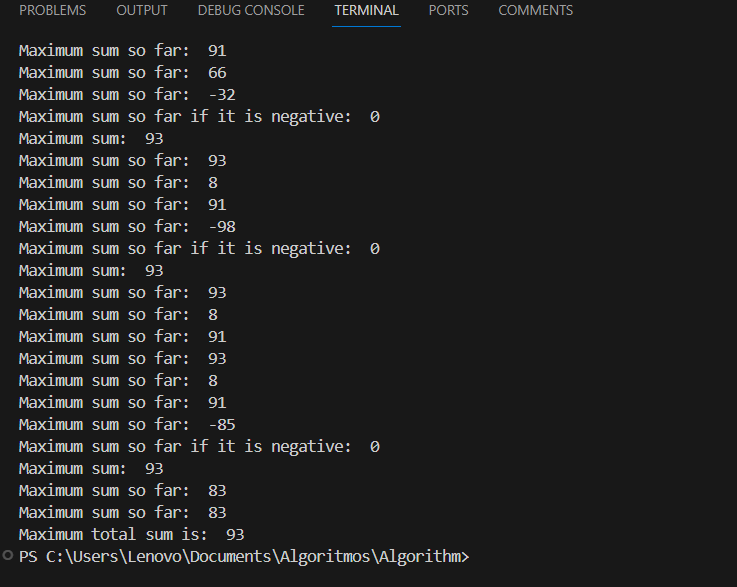 PROBLEMS OUTPUT DEBUG CONSOLE TERMINAL PORTS COMMENTS
Maximum sum so far:  91
Maximum sum so far:  66
Maximum sum so far:  -32
Maximum sum so far if it is negative:  0
Maximum sum:  93
Maximum sum so far:  93
Maximum sum so far:  8
Maximum sum so far:  91
Maximum sum so far:  -98
Maximum sum so far if it is negative:  0
Maximum sum:  93
Maximum sum so far:  93
Maximum sum so far:  8
Maximum sum so far:  91
Maximum sum so far:  93
Maximum sum so far:  8
Maximum sum so far:  91
Maximum sum so far:  -85
Maximum sum so far if it is negative:  0
Maximum sum:  93
Maximum sum so far:  83
Maximum sum so far:  83
Maximum total sum is:  93
PS C:\Users\Lenovo\Documents\Algoritmos\Algorithm>